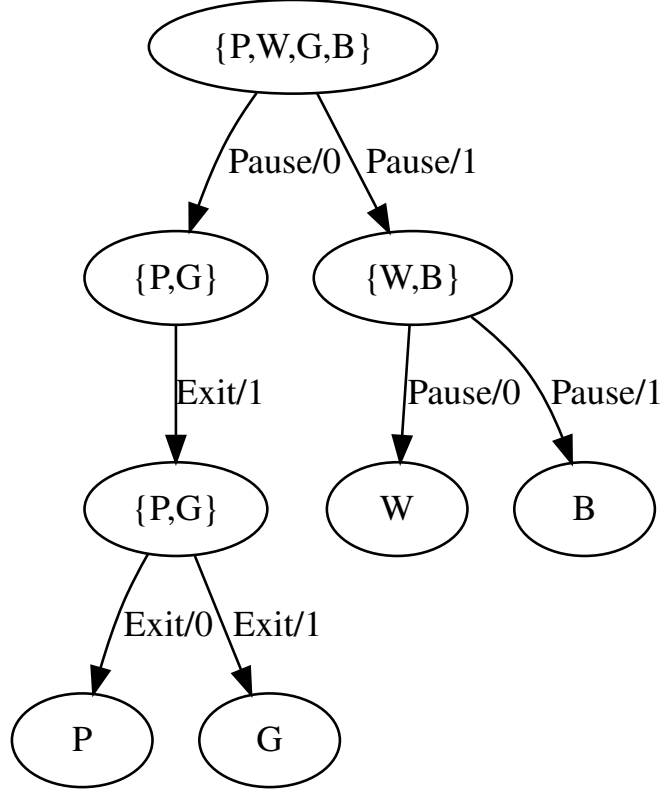 {P,W,G,B}
Pause/0
Pause/1
{P,G}
{W,B}
Exit/1
Pause/0
Pause/1
{P,G}
W
B
Exit/0
Exit/1
P
G